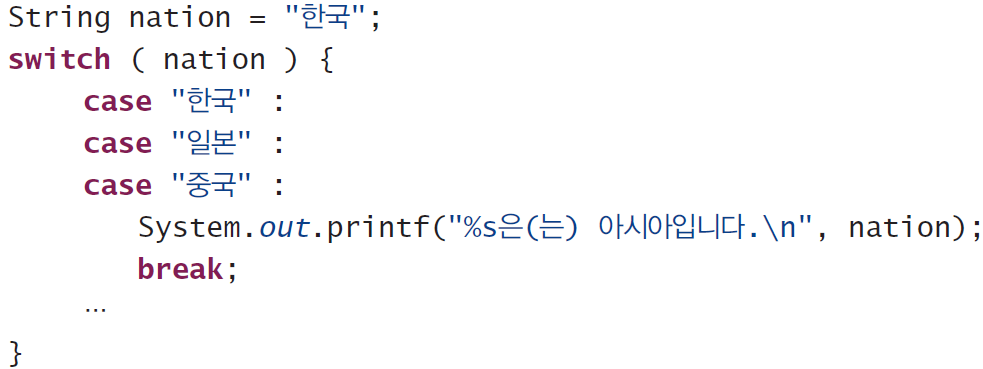 String nation = "한국";
switch ( nation ) {
case "한국" :
case "일본" :
case "중국" :
System.out.printf("%s은(는) 아시아입니다.\n", nation);
break;
…
}